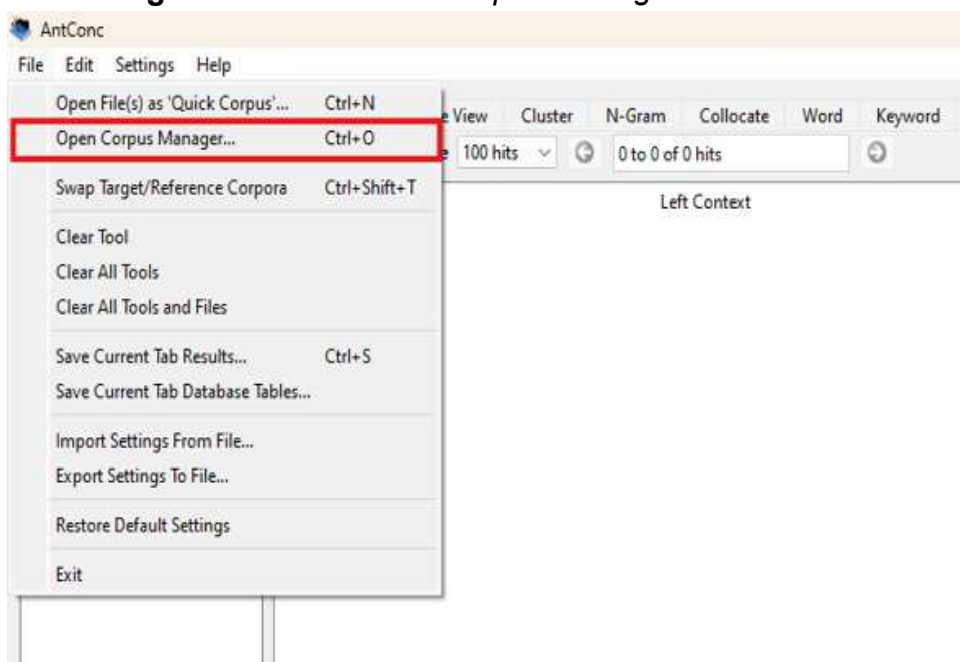 AntConc
File Edit Settings Help
Open File(s) as 'Quick Corpus'... Ctrl+N
Open Corpus Manager... Ctrl+O
Swap Target/Reference Corpora Ctrl+Shift+T
Clear Tool
Clear All Tools
Clear All Tools and Files
Save Current Tab Results... Ctrl+S
Save Current Tab Database Tables...
Import Settings From File...
Export Settings To File...
Restore Default Settings
Exit
View Cluster N-Gram Collocate Word Keyword
100 hits 0 to 0 of 0 hits
Left Context